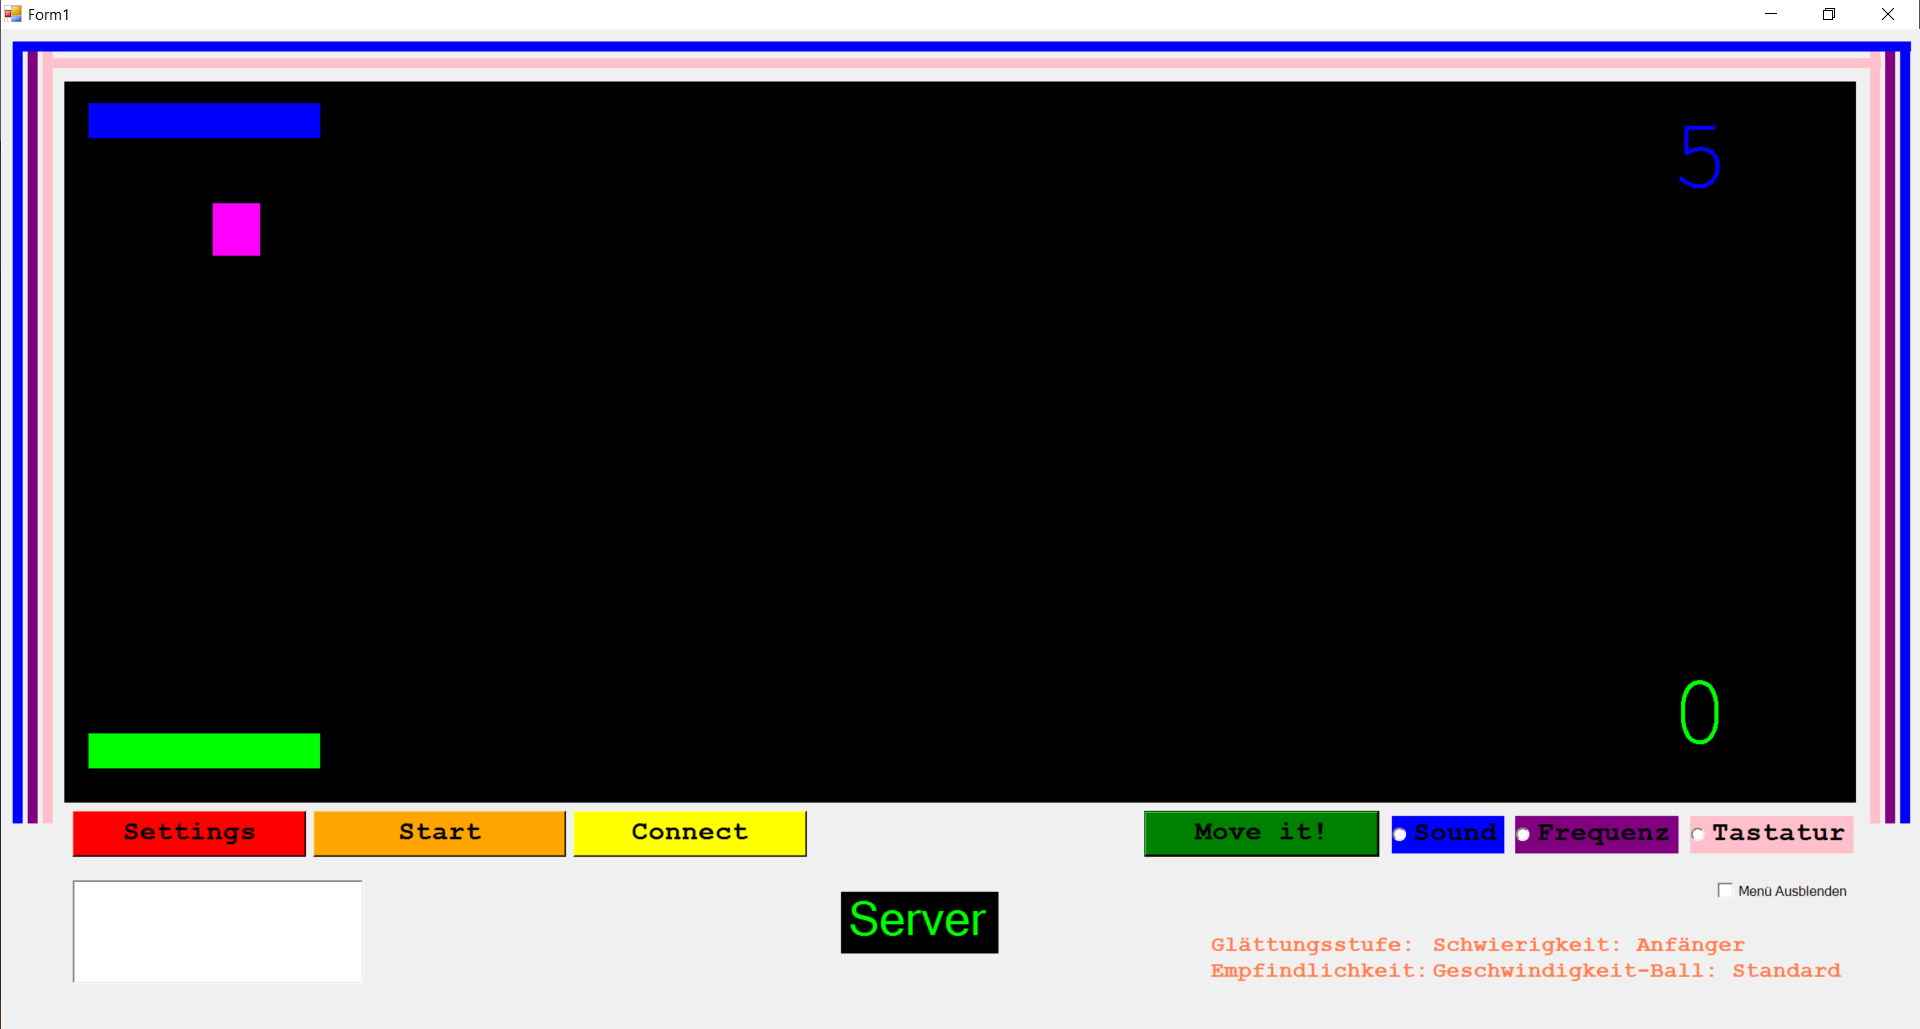 Form1
5
0
Settings Start Connect Move it! Sound Frequenz Tastatur
Menü Ausblenden
Server
Glättungsstufe: Schwierigkeit: Anfänger
Empfindlichkeit: Geschwindigkeit-Ball: Standard